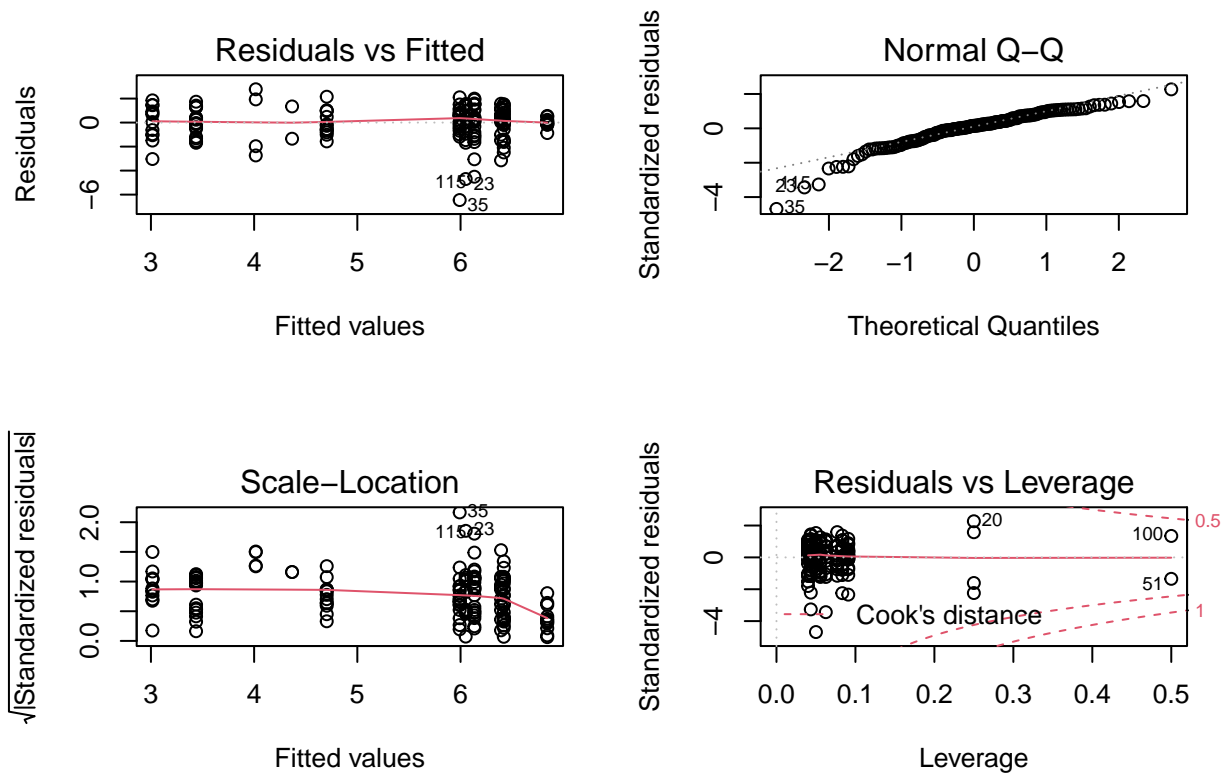 Residuals vs Fitted
Residuals
0
−6
115
23
35
3 4 5 6
Fitted values
Normal Q−Q
Standardized residuals
0
−4
115
23
35
−2 −1 0 1 2
Theoretical Quantiles
Scale−Location
√|Standardized residuals|
2.0
1.0
0.0
35
115
23
3 4 5 6
Fitted values
Residuals vs Leverage
Standardized residuals
0
−4
20
100
51
0.5
1
Cook's distance
0.0 0.1 0.2 0.3 0.4 0.5
Leverage